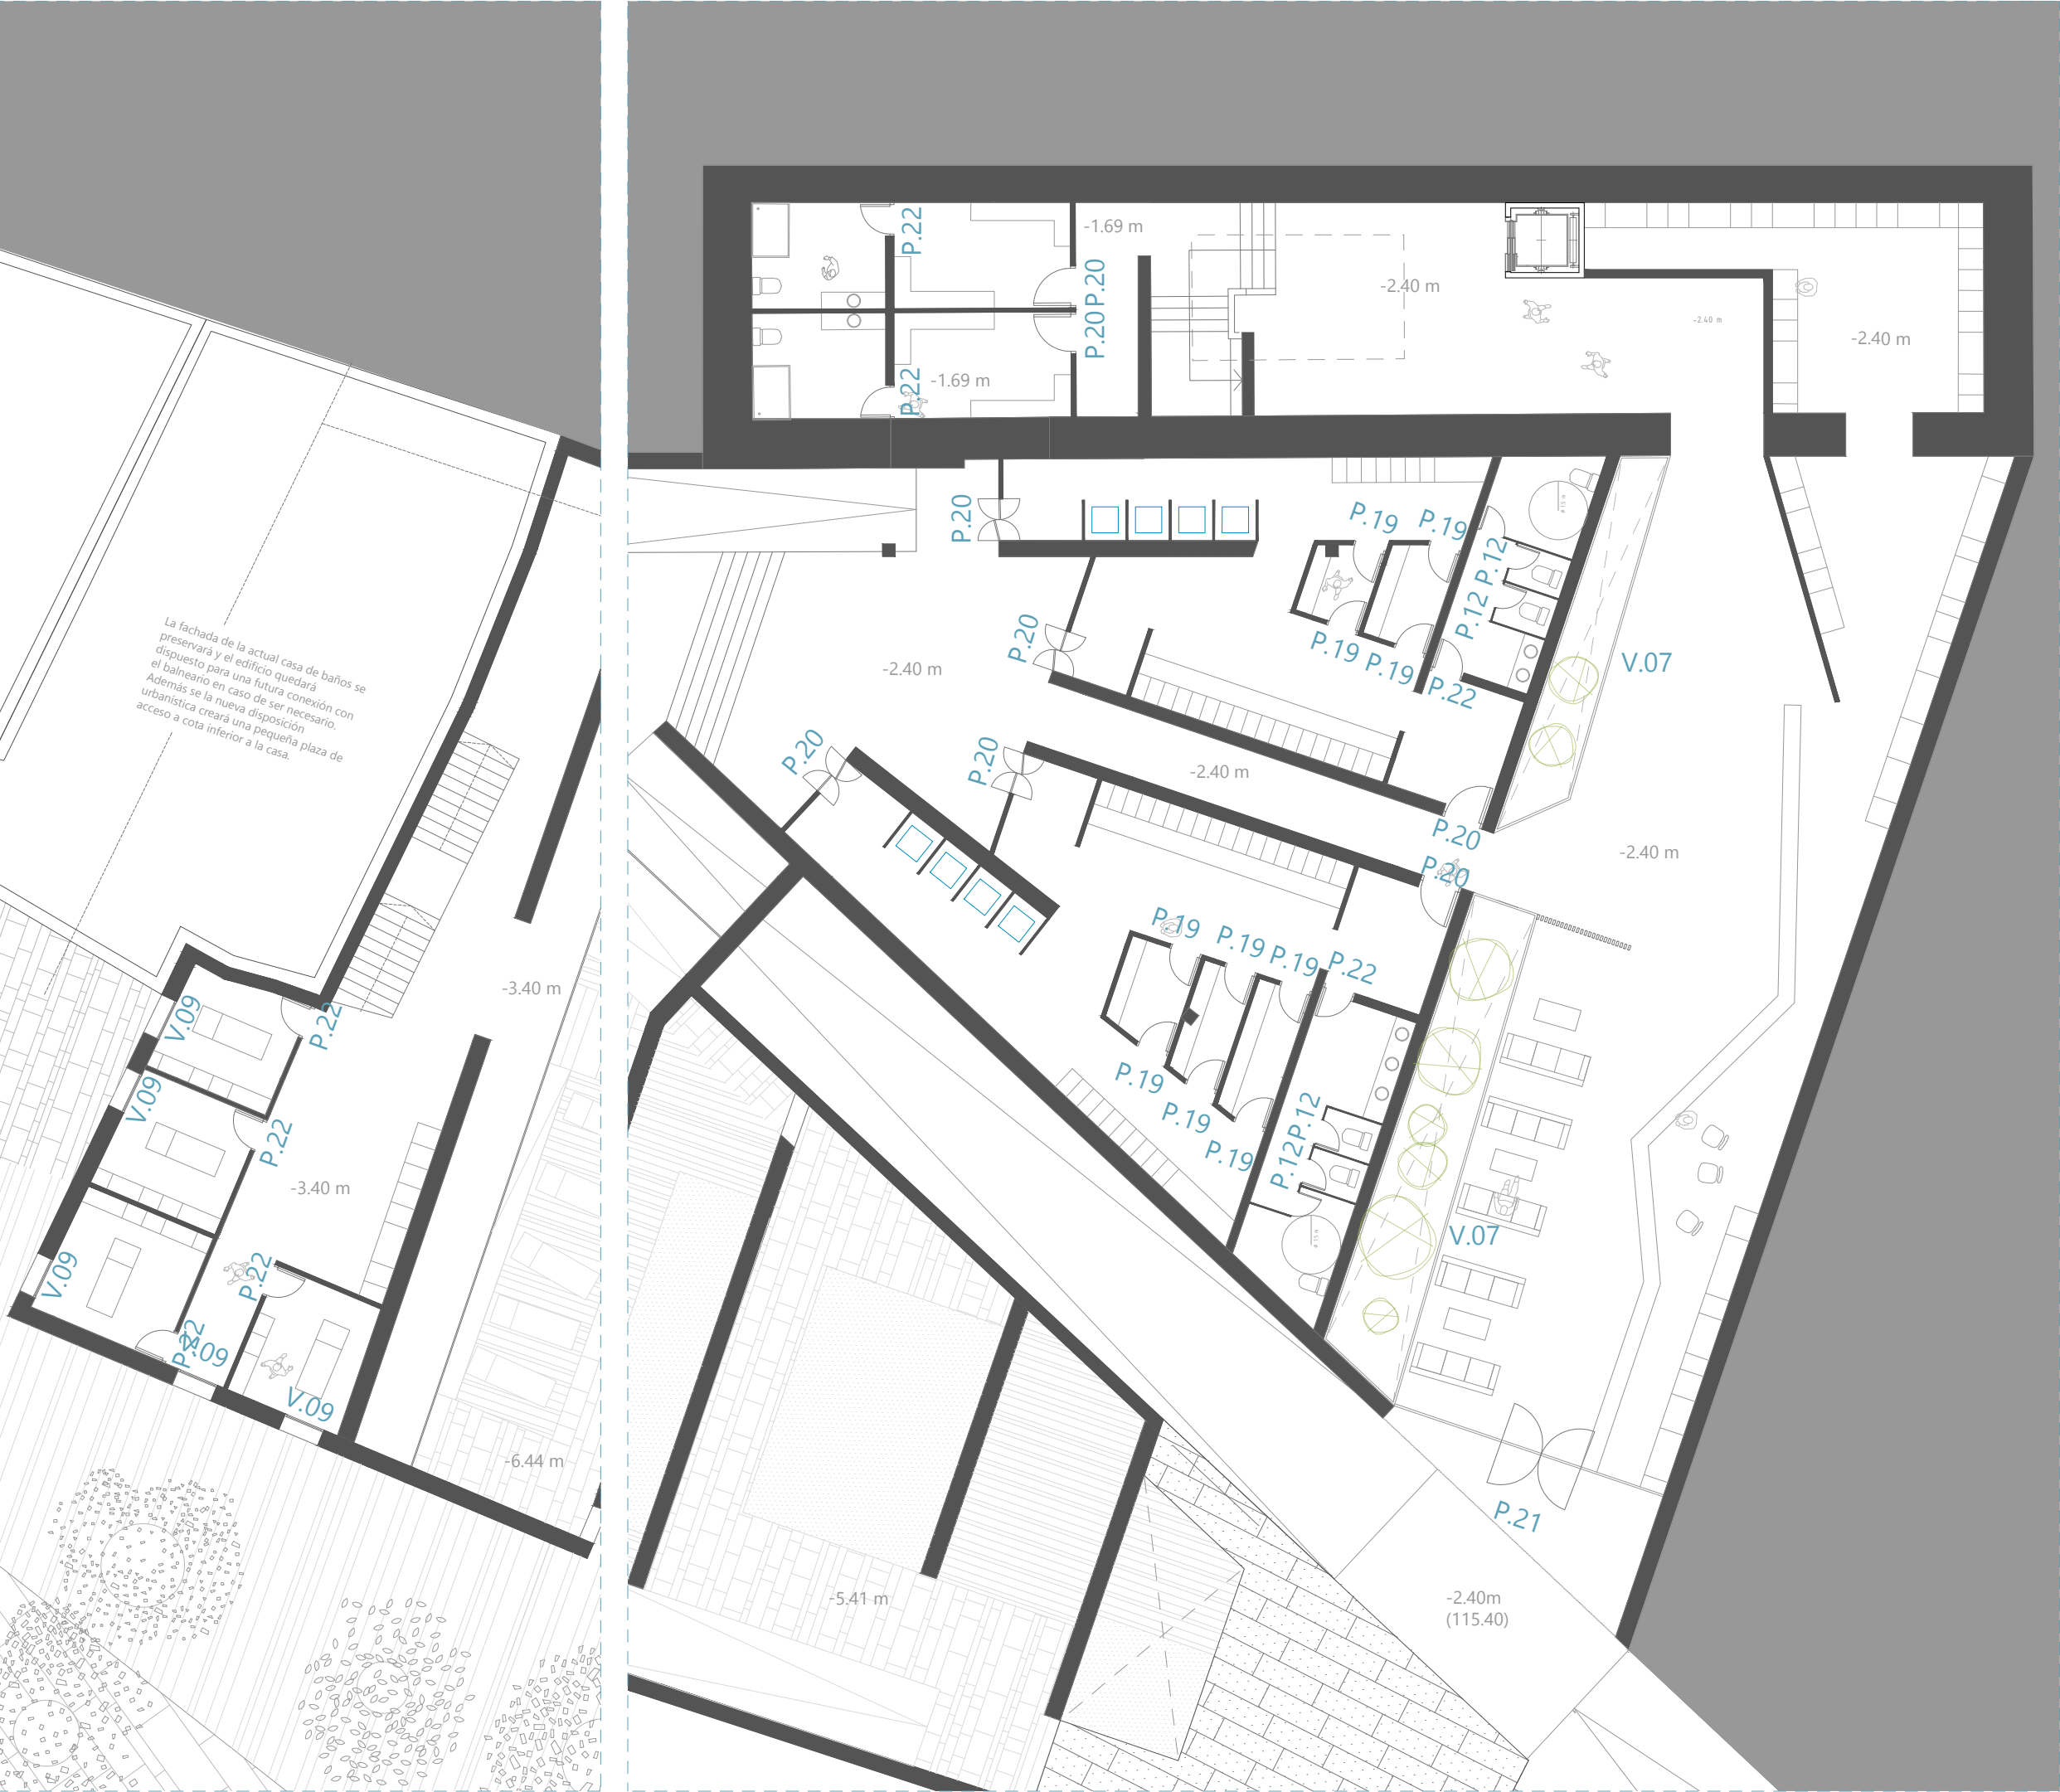 La fachada de la actual casa de baños se
preservará y el edificio quedará
dispuesto para una futura conexión con
el balneario en caso de ser necesario.
Además se la nueva disposición
urbanística creará una pequeña plaza de
acceso a cota inferior a la casa.
V.09
P.22
-3.40 m
V.09
P.22
-3.40 m
V.09
P.22
P.22
V.09
V.09
-6.44 m
P.22
-1.69 m
P.20
P.20
-2.40 m
-2.40 m
-2.40 m
P.22
-1.69 m
P.20
P.19
P.19
P.12
P.12
P.20
P.19
P.19
P.22
V.07
-2.40 m
P.20
P.20
-2.40 m
P.20
P.20
-2.40 m
P.19
P.19
P.19
P.22
P.19
P.19
P.19
P.12
P.12
V.07
P.21
-5.41 m
-2.40m
(115.40)